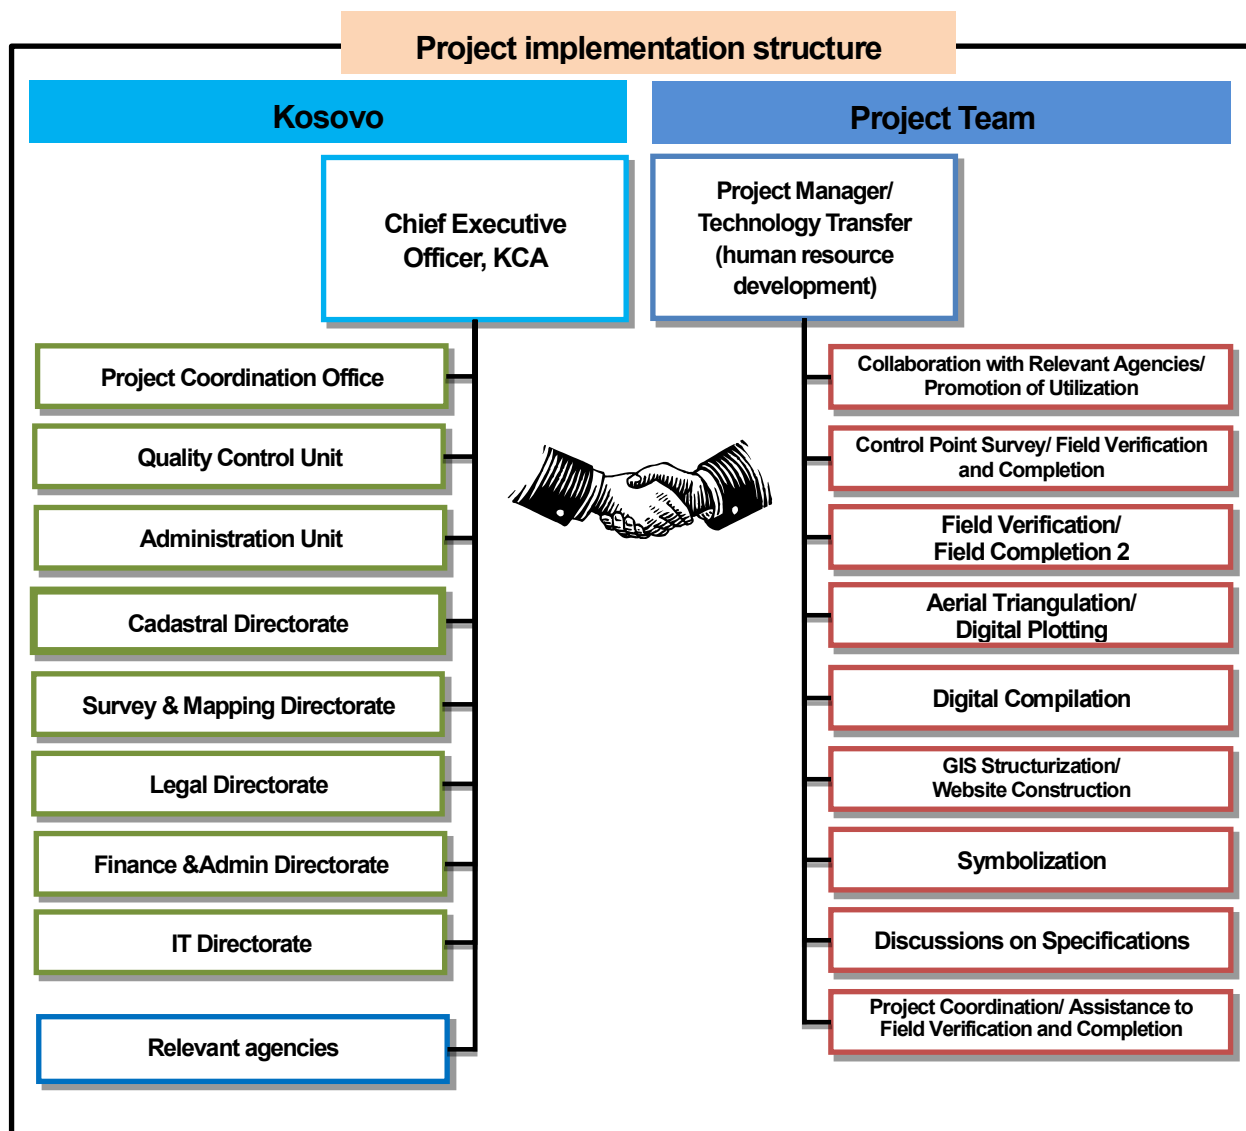 Project implementation structure
Kosovo
Project Team
Chief Executive
Officer, KCA
Project Coordination Office
Quality Control Unit
Administration Unit
Cadastral Directorate
Survey & Mapping Directorate
Legal Directorate
Finance &Admin Directorate
IT Directorate
Relevant agencies
Project Manager/
Technology Transfer
(human resource
development)
Collaboration with Relevant Agencies/
Promotion of Utilization
Control Point Survey/ Field Verification
and Completion
Field Verification/
Field Completion 2
Aerial Triangulation/
Digital Plotting
Digital Compilation
GIS Structurization/
Website Construction
Symbolization
Discussions on Specifications
Project Coordination/ Assistance to
Field Verification and Completion